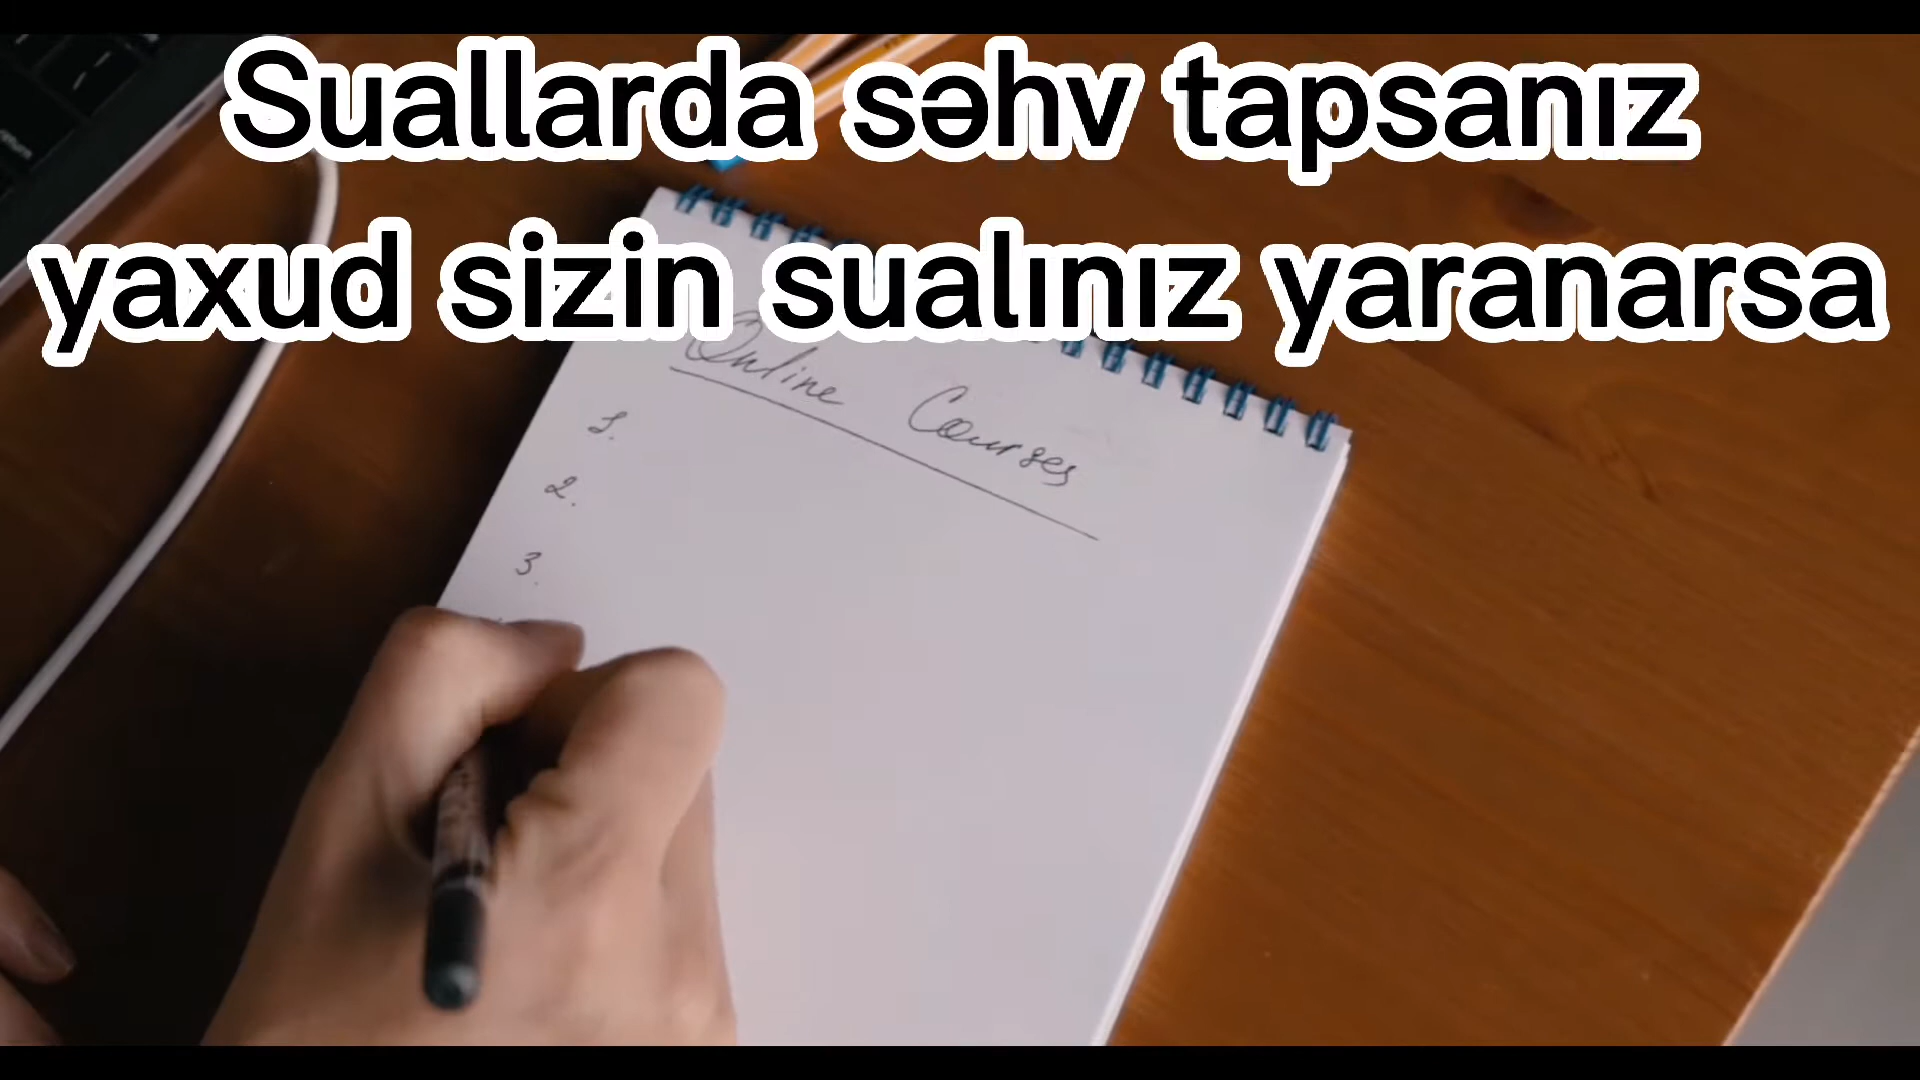 Suallarda səhv tapsanız
yaxud sizin sualınız yaranarsa
Online Courses
1.
2.
3.